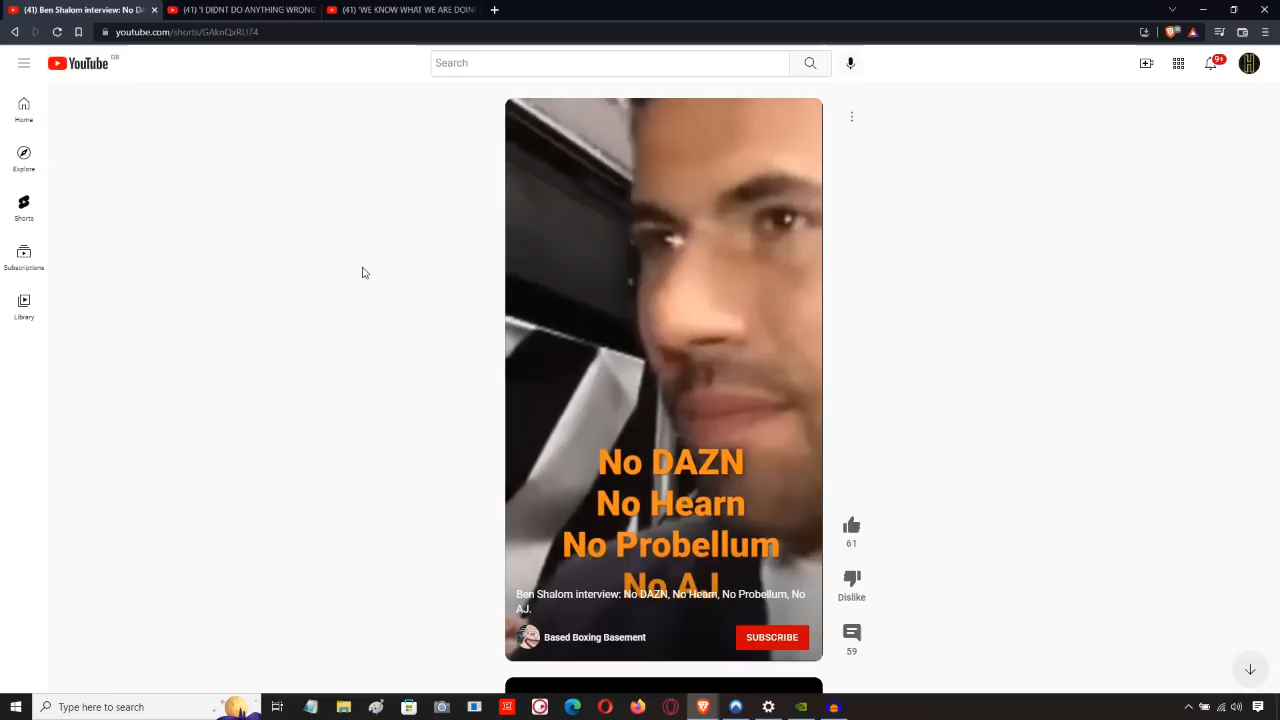 (41) Ben Shalom interview: No DA
(41) 'I DIDNT DO ANYTHING WRONG
(41) 'WE KNOW WHAT WE ARE DOIN
youtube.com/shorts/GAknQxRLt74
YouTube GB
Search
9+
Home
Explore
Shorts
Subscriptions
Library
No DAZN
No Hearn
No Probellum
No AJ
Ben Shalom interview: No DAZN, No Hearn, No Probellum, No
AJ.
Based Boxing Basement
SUBSCRIBE
61
Dislike
59
Type here to search